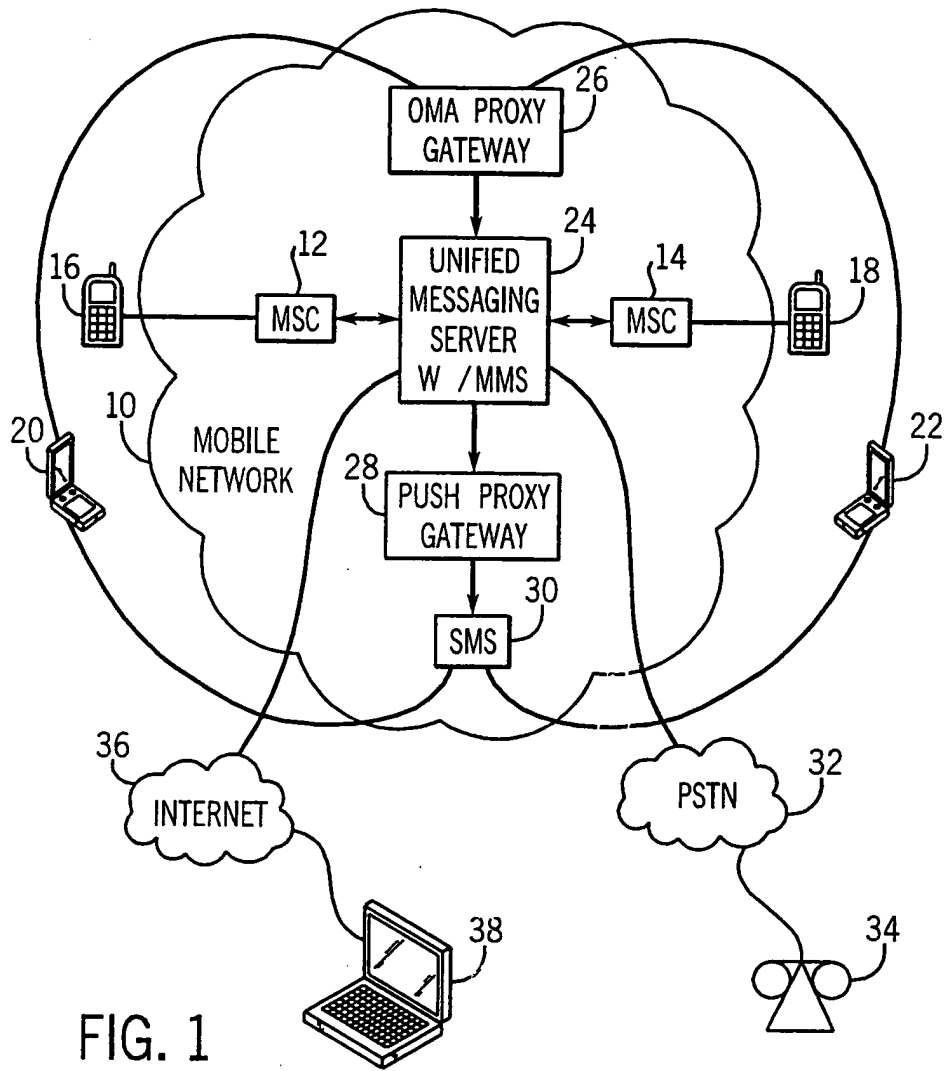 26
OMA PROXY
GATEWAY
24
UNIFIED
MESSAGING
SERVER
W /MMS
12
MSC
14
MSC
16
18
10
MOBILE
NETWORK
20
22
28
PUSH PROXY
GATEWAY
30
SMS
36
INTERNET
32
PSTN
38
34
FIG. 1